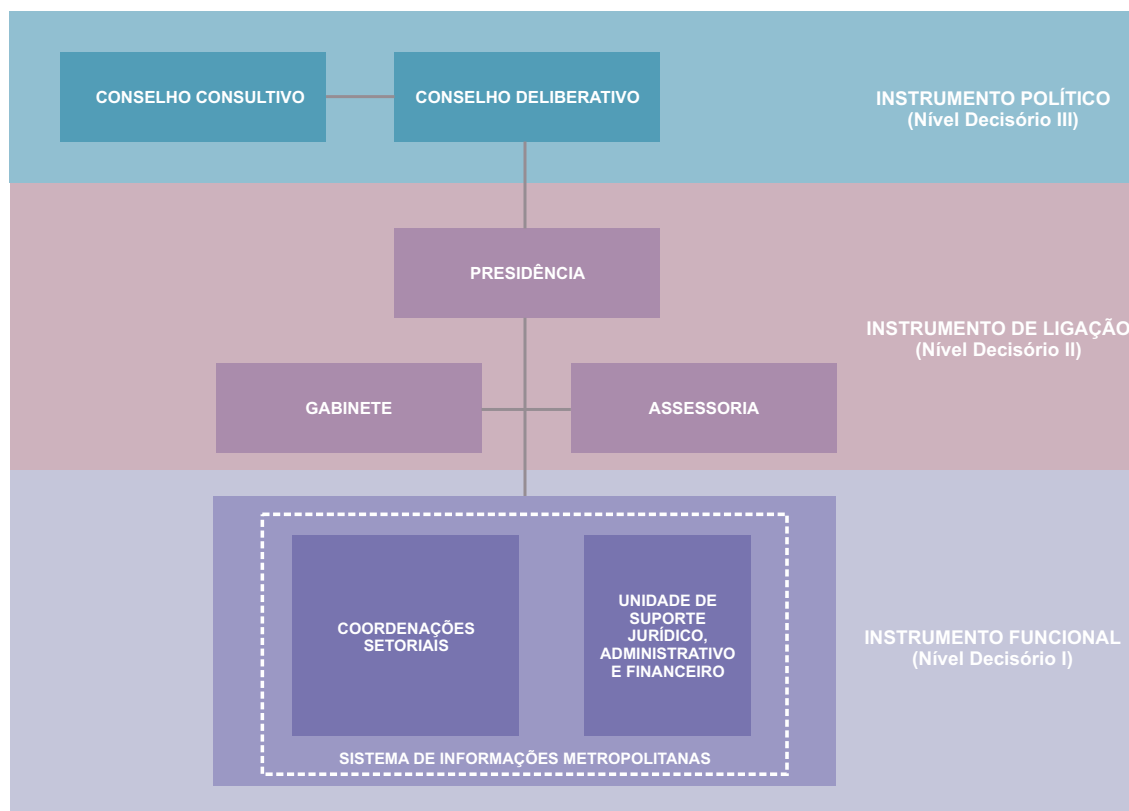 CONSELHO CONSULTIVO
CONSELHO DELIBERATIVO
INSTRUMENTO POLÍTICO
(Nível Decisório III)
PRESIDÊNCIA
INSTRUMENTO DE LIGAÇÃO
(Nível Decisório II)
GABINETE
ASSESSORIA
COORDENAÇÕES
SETORIAIS
UNIDADE DE
SUPORTE
JURÍDICO,
ADMINISTRATIVO
E FINANCEIRO
INSTRUMENTO FUNCIONAL
(Nível Decisório I)
SISTEMA DE INFORMAÇÕES METROPOLITANAS